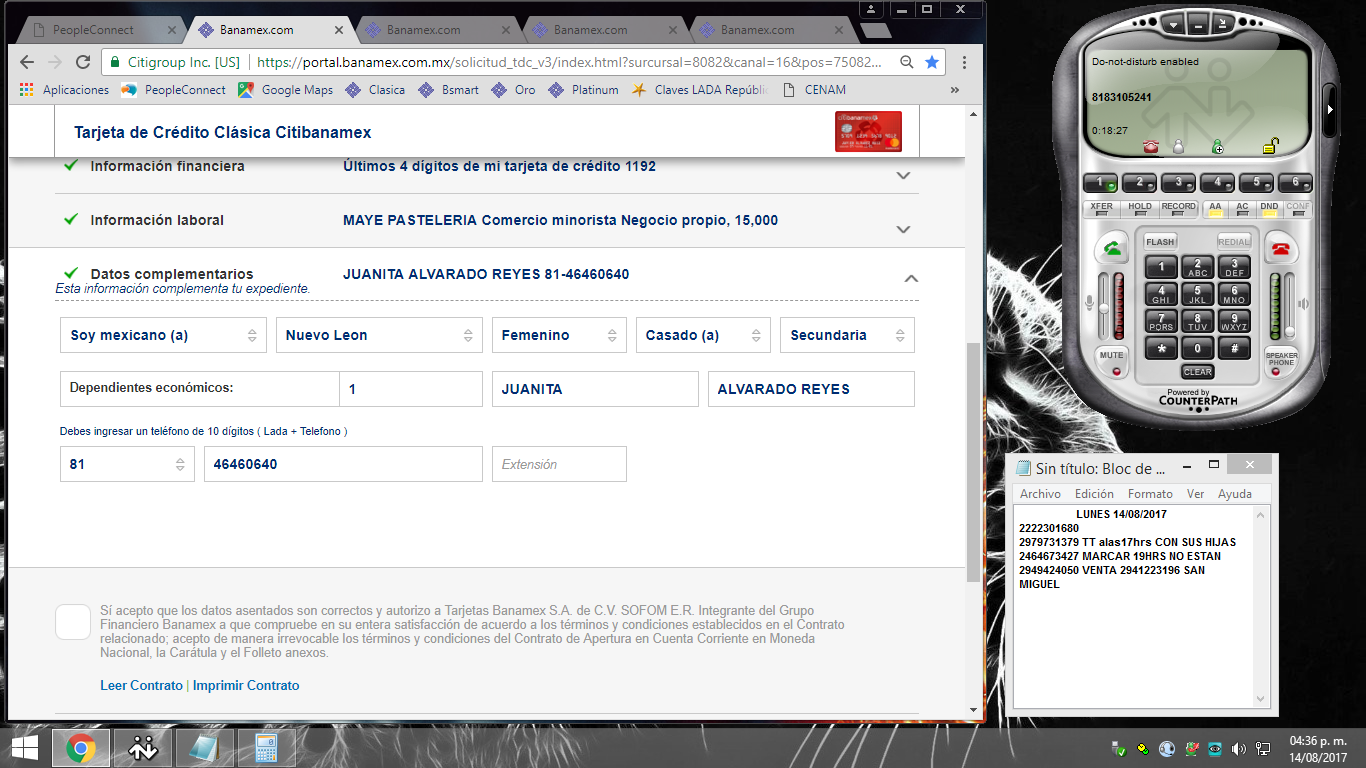 PeopleConnect
Banamex.com
Banamex.com
Banamex.com
Banamex.com
Citigroup Inc. [US]
https://portal.banamex.com.mx/solicitud_tdc_v3/index.html?surcursal=8082&canal=16&pos=75082...
Aplicaciones
PeopleConnect
Google Maps
Clasica
Bsmart
Oro
Platinum
Claves LADA Repúblic
CENAM
»
Tarjeta de Crédito Clásica Citibanamex
Información financiera
Últimos 4 dígitos de mi tarjeta de crédito 1192
Información laboral
MAYE PASTELERIA Comercio minorista Negocio propio, 15,000
Datos complementarios
JUANITA ALVARADO REYES 81-46460640
Esta información complementa tu expediente.
Soy mexicano (a)
Nuevo Leon
Femenino
Casado (a)
Secundaria
Dependientes económicos:
1
JUANITA
ALVARADO REYES
Debes ingresar un teléfono de 10 dígitos ( Lada + Telefono )
81
46460640
Extensión
Sí acepto que los datos asentados son correctos y autorizo a Tarjetas Banamex S.A. de C.V. SOFOM E.R. Integrante del Grupo
Financiero Banamex a que compruebe en su entera satisfacción de acuerdo a los términos y condiciones establecidos en el Contrato
relacionado; acepto de manera irrevocable los términos y condiciones del Contrato de Apertura en Cuenta Corriente en Moneda
Nacional, la Carátula y el Folleto anexos.
Leer Contrato | Imprimir Contrato
Do-not-disturb enabled
8183105241
0:18:27
1 2 3 4 5 6
XFER HOLD RECORD AA AC DND CONF
FLASH REDIAL
1 2 ABC 3 DEF
4 GHI 5 JKL 6 MNO
7 PQRS 8 TUV 9 WXYZ
* 0 #
MUTE
SPEAKER PHONE
CLEAR
Powered by
COUNTERPATH
Sin título: Bloc de ...
Archivo Edición Formato Ver Ayuda
LUNES 14/08/2017
2222301680
2979731379 TT alas17hrs CON SUS HIJAS
2464673427 MARCAR 19HRS NO ESTAN
2949424050 VENTA 2941223196 SAN
MIGUEL
04:36 p. m.
14/08/2017